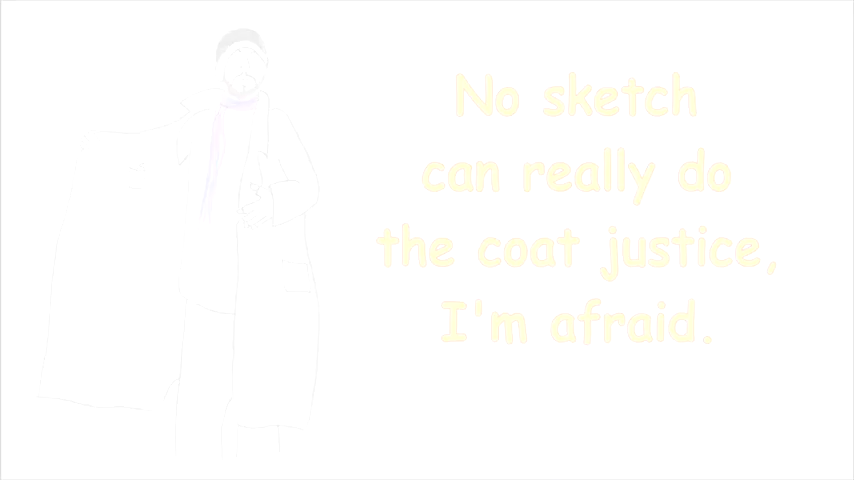 No sketch
can really do
the coat justice,
I'm afraid.